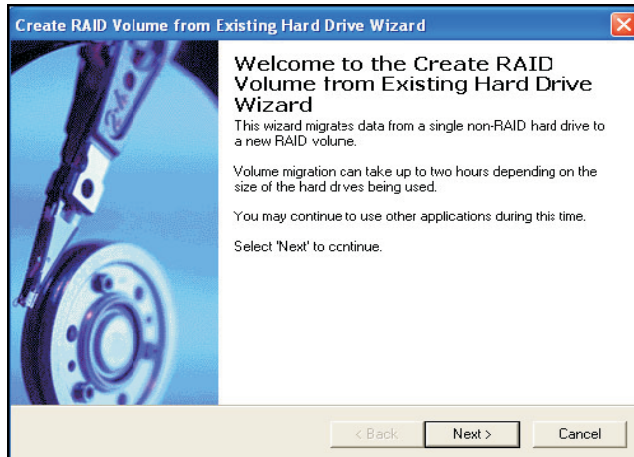 Create RAID Volume from Existing Hard Drive Wizard
Welcome to the Create RAID
Volume from Existing Hard Drive
Wizard
This wizard migrates data from a single non-RAID hard drive to
a new RAID volume.
Volume migration can take up to two hours depending on the
size of the hard drives being used.
You may continue to use other applications during this time.
Select 'Next' to continue.
< Back
Next >
Cancel